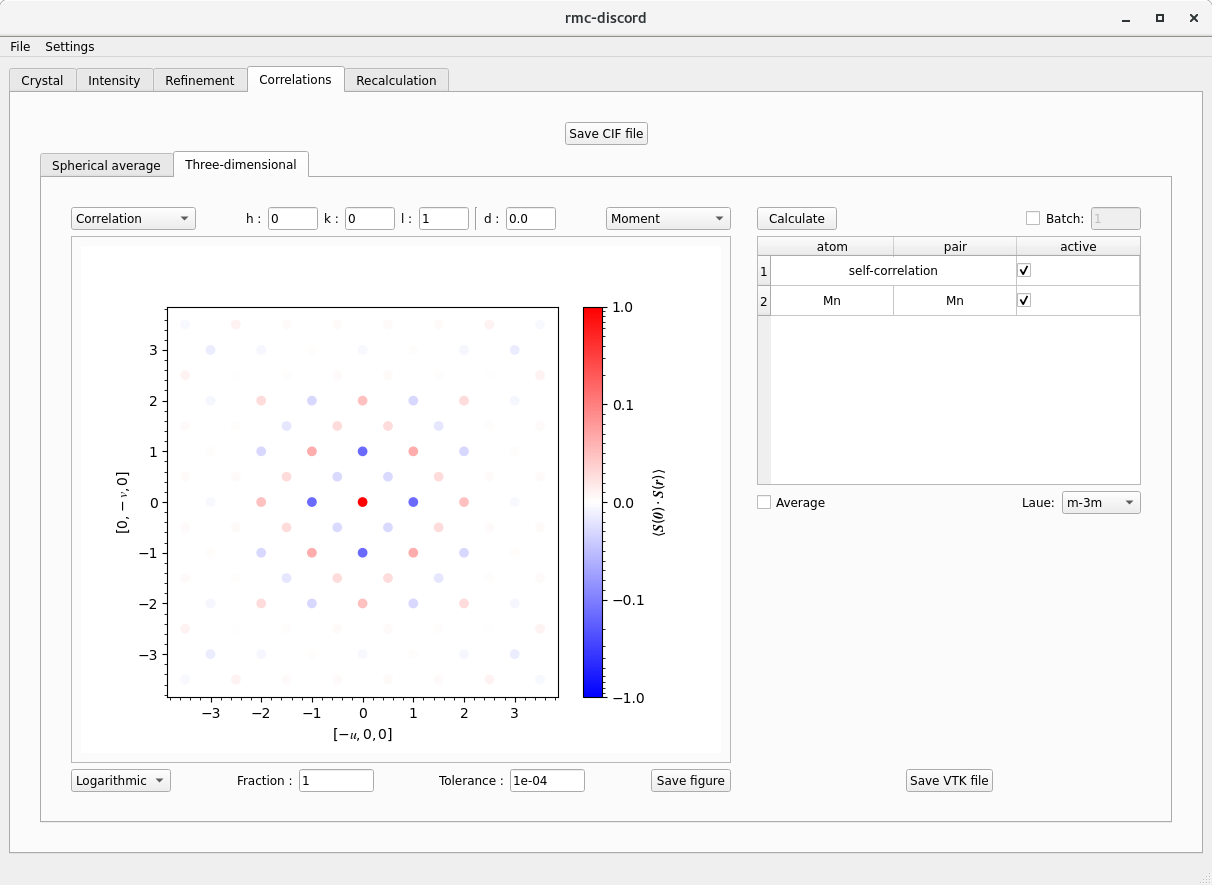 rmc-discord
File Settings
Crystal Intensity Refinement Correlations Recalculation
Save CIF file
Spherical average Three-dimensional
Correlation h : 0 k : 0 l : 1 d : 0.0 Moment Calculate Batch: 1
atom pair active
1 self-correlation
2 Mn Mn
1.0
0.1
0.0
−0.1
−1.0
⟨S(0) · S(r)⟩
3
2
1
0
−1
−2
−3
[0, −v, 0]
−3 −2 −1 0 1 2 3
[−u, 0, 0]
Average Laue: m-3m
Logarithmic Fraction : 1 Tolerance : 1e-04 Save figure Save VTK file